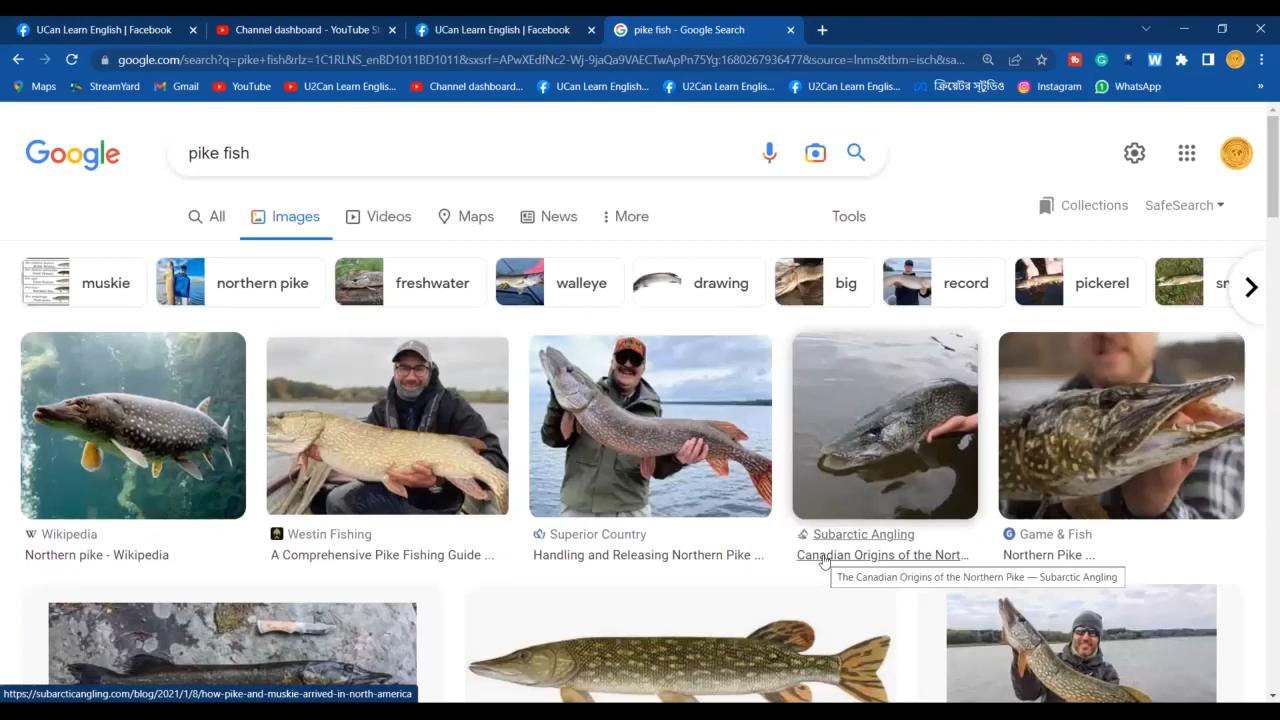 UCan Learn English | Facebook
Channel dashboard - YouTube S
UCan Learn English | Facebook
pike fish - Google Search
google.com/search?q=pike+fish&rlz=1C1RLNS_enBD1011BD1011&sxsrf=APwXEdfNc2-Wj-9jaQa9VAECTwApPn75Yg:1680267936477&source=lnms&tbm=isch&sa...
Maps
StreamYard
Gmail
YouTube
U2Can Learn Englis...
Channel dashboard...
UCan Learn English...
U2Can Learn Englis...
U2Can Learn Englis...
ক্রিয়েটর স্টুডিও
Instagram
WhatsApp
»
Google
pike fish
All
Images
Videos
Maps
News
More
Tools
Collections
SafeSearch
muskie
northern pike
freshwater
walleye
drawing
big
record
pickerel
Wikipedia
Northern pike - Wikipedia
Westin Fishing
A Comprehensive Pike Fishing Guide ...
Superior Country
Handling and Releasing Northern Pike ...
Subarctic Angling
Canadian Origins of the Nort...
Game & Fish
Northern Pike ...
The Canadian Origins of the Northern Pike — Subarctic Angling
https://subarcticangling.com/blog/2021/1/8/how-pike-and-muskie-arrived-in-north-america